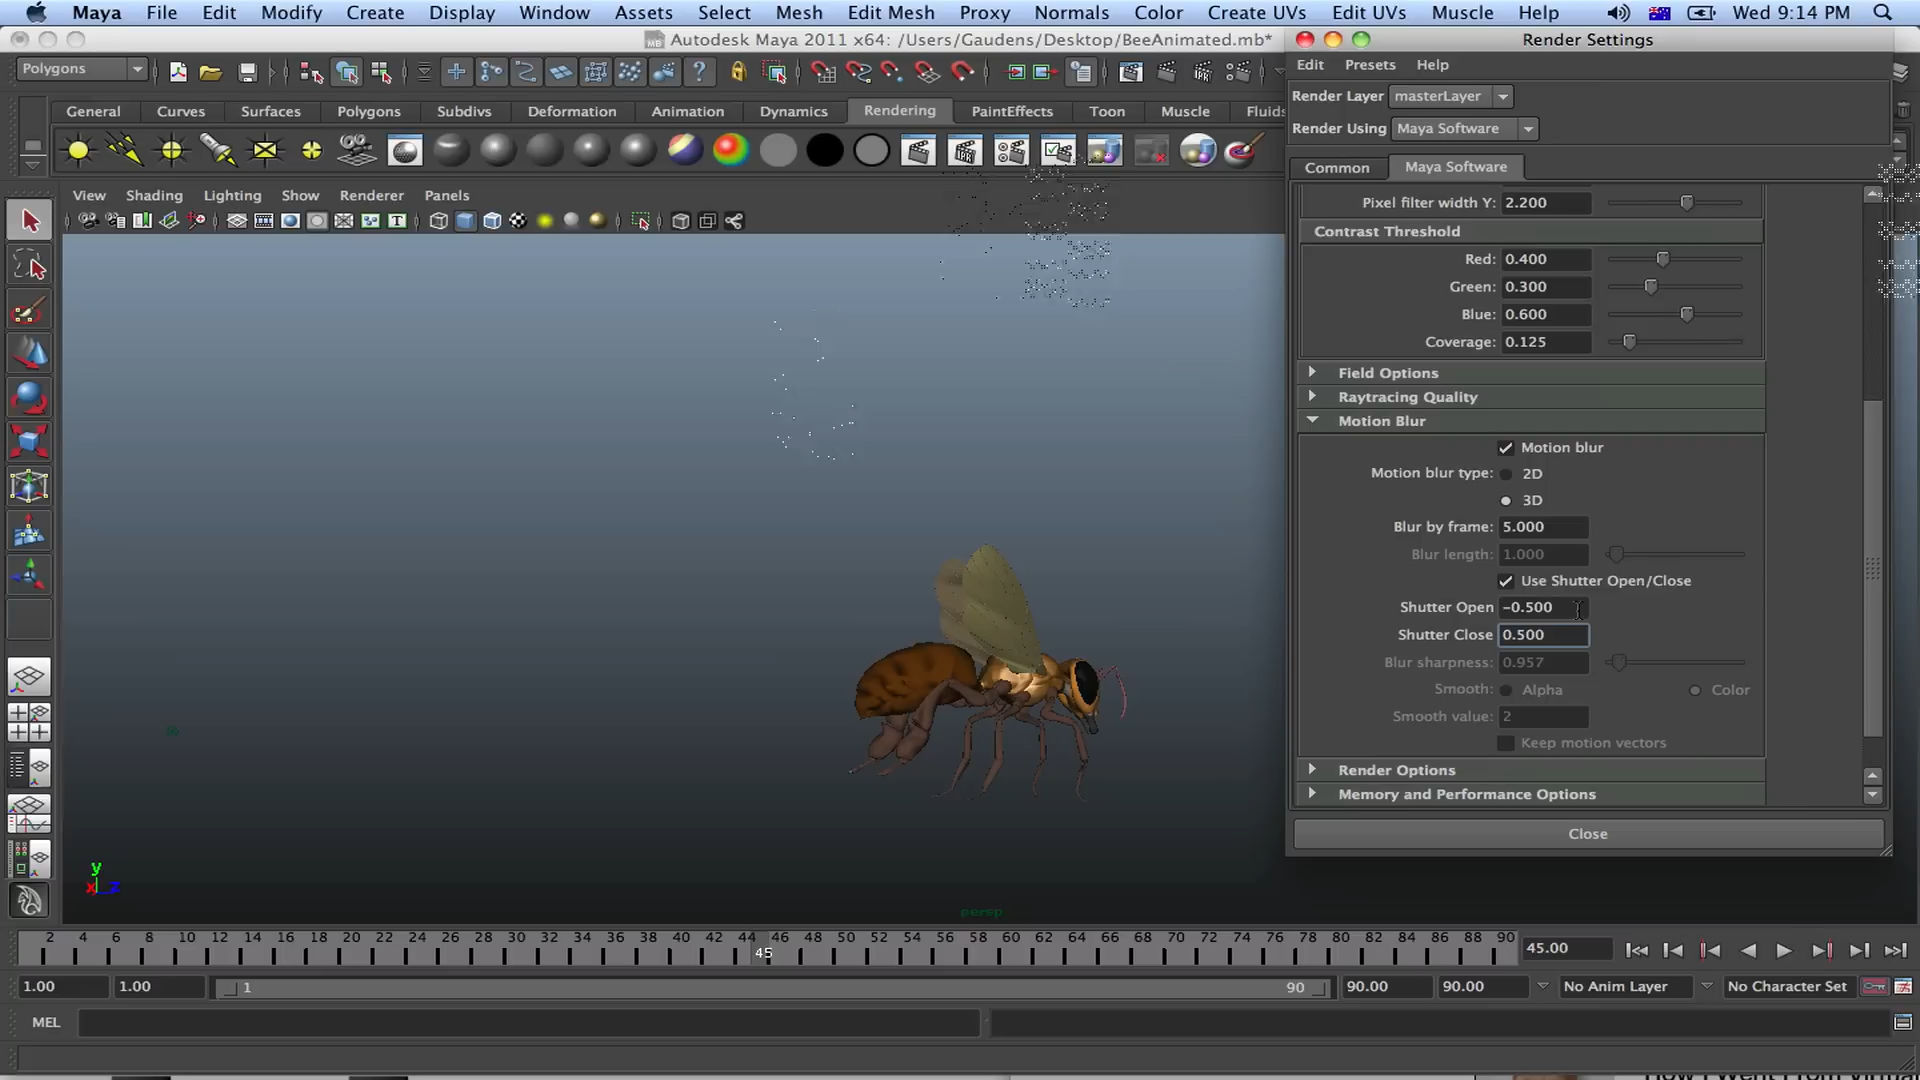 Maya File Edit Modify Create Display Window Assets Select Mesh Edit Mesh Proxy Normals Color Create UVs Edit UVs Muscle Help Wed 9:14 PM
Autodesk Maya 2011 x64: /Users/Gaudens/Desktop/BeeAnimated.mb*
Render Settings
Polygons
Edit Presets Help
Render Layer masterLayer
General Curves Surfaces Polygons Subdivs Deformation Animation Dynamics Rendering PaintEffects Toon Muscle Fluids
Render Using Maya Software
Common Maya Software
View Shading Lighting Show Renderer Panels
Pixel filter width Y: 2.200
Contrast Threshold
Red: 0.400
Green: 0.300
Blue: 0.600
Coverage: 0.125
Field Options
Raytracing Quality
Motion Blur
Motion blur
Motion blur type: 2D
3D
Blur by frame: 5.000
Blur length: 1.000
Use Shutter Open/Close
Shutter Open -0.500
Shutter Close 0.500
Blur sharpness: 0.957
Smooth: Alpha Color
Smooth value: 2
Keep motion vectors
Render Options
Memory and Performance Options
Close
y
x z
persp
2 4 6 8 10 12 14 16 18 20 22 24 26 28 30 32 34 36 38 40 42 44 46 48 50 52 54 56 58 60 62 64 66 68 70 72 74 76 78 80 82 84 86 88 90 45.00
45
1.00 1.00 1 90 90.00 90.00 No Anim Layer No Character Set
MEL